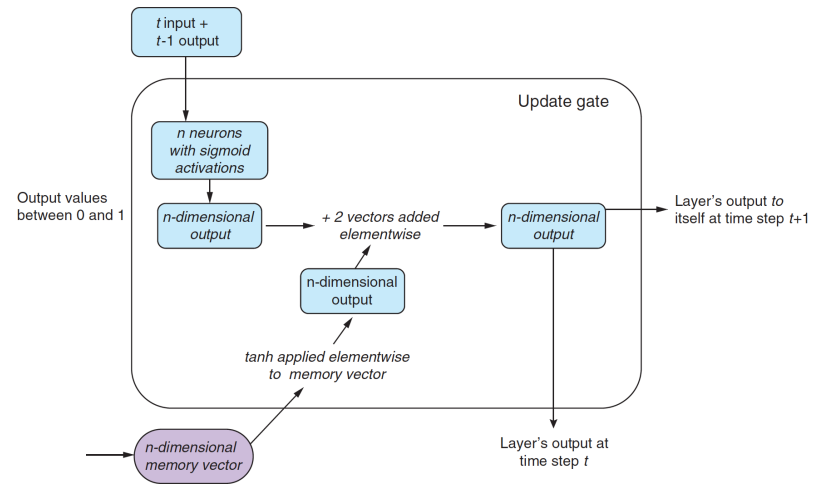 t input +
t-1 output
Update gate
n neurons
with sigmoid
activations
Output values
between 0 and 1
n-dimensional
output
+ 2 vectors added
elementwise
n-dimensional
output
Layer's output to
itself at time step t+1
n-dimensional
output
tanh applied elementwise
to memory vector
n-dimensional
memory vector
Layer's output at
time step t